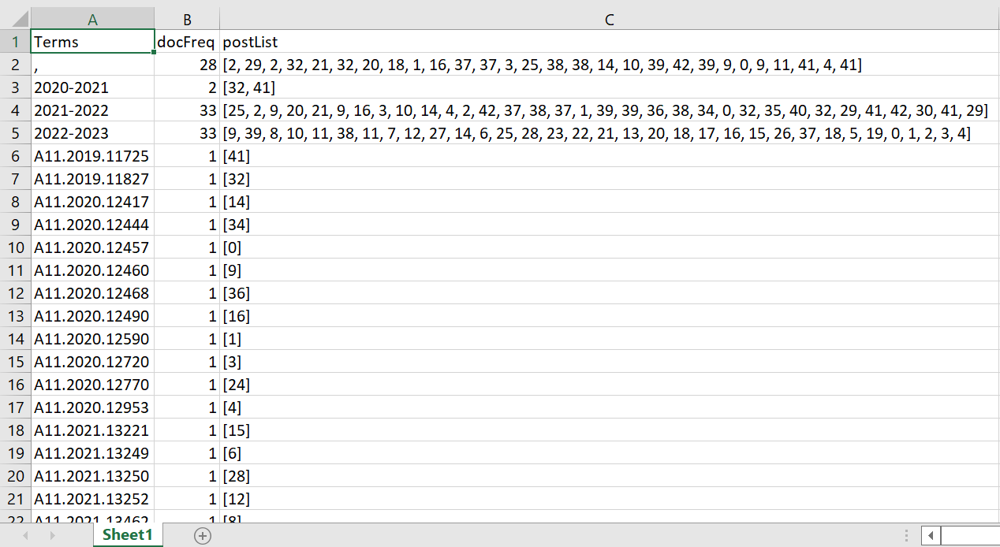 A B C
1 Terms docFreq postList
2 , 28 [2, 29, 2, 32, 21, 32, 20, 18, 1, 16, 37, 37, 3, 25, 38, 38, 14, 10, 39, 42, 39, 9, 0, 9, 11, 41, 4, 41]
3 2020-2021 2 [32, 41]
4 2021-2022 33 [25, 2, 9, 20, 21, 9, 16, 3, 10, 14, 4, 2, 42, 37, 38, 37, 1, 39, 39, 36, 38, 34, 0, 32, 35, 40, 32, 29, 41, 42, 30, 41, 29]
5 2022-2023 33 [9, 39, 8, 10, 11, 38, 11, 7, 12, 27, 14, 6, 25, 28, 23, 22, 21, 13, 20, 18, 17, 16, 15, 26, 37, 18, 5, 19, 0, 1, 2, 3, 4]
6 A11.2019.11725 1 [41]
7 A11.2019.11827 1 [32]
8 A11.2020.12417 1 [14]
9 A11.2020.12444 1 [34]
10 A11.2020.12457 1 [0]
11 A11.2020.12460 1 [9]
12 A11.2020.12468 1 [36]
13 A11.2020.12490 1 [16]
14 A11.2020.12590 1 [1]
15 A11.2020.12720 1 [3]
16 A11.2020.12770 1 [24]
17 A11.2020.12953 1 [4]
18 A11.2021.13221 1 [15]
19 A11.2021.13249 1 [6]
20 A11.2021.13250 1 [28]
21 A11.2021.13252 1 [12]
22 A11.2021.13462 1 [8]
Sheet1